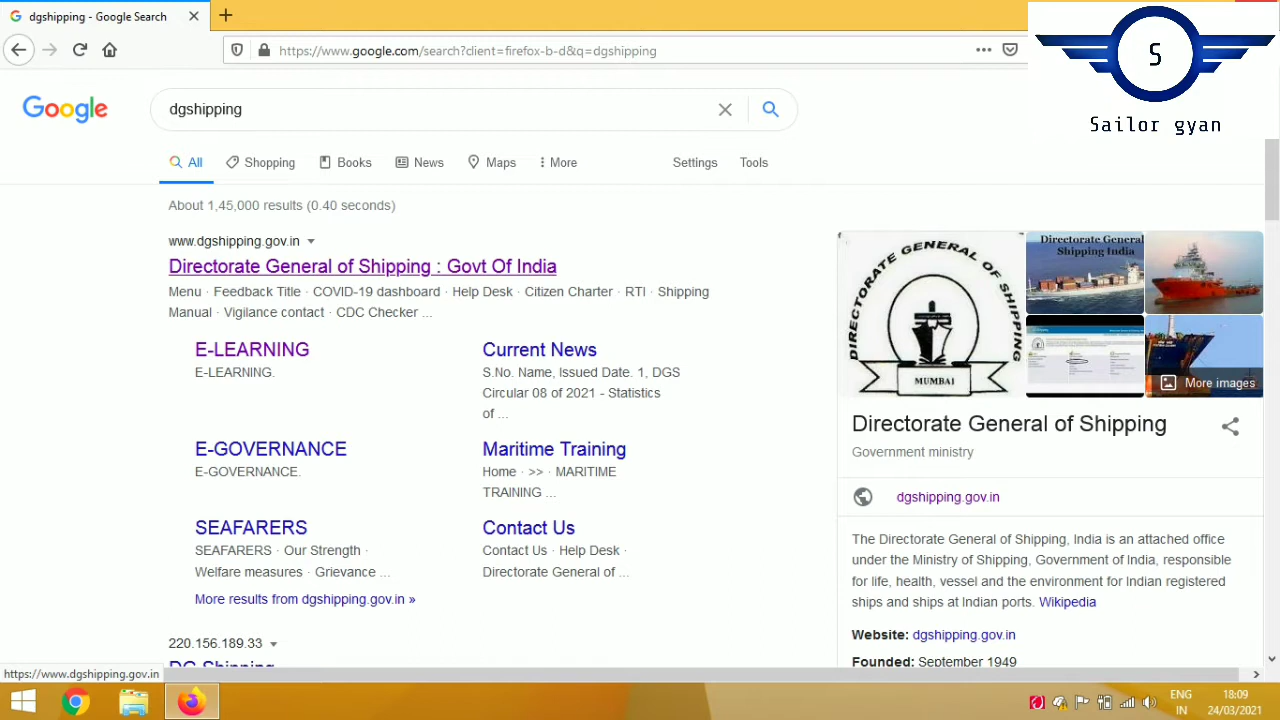 dgshipping - Google Search
https://www.google.com/search?client=firefox-b-d&q=dgshipping
S
Sailor gyan
Google
dgshipping
All
Shopping
Books
News
Maps
More
Settings
Tools
About 1,45,000 results (0.40 seconds)
www.dgshipping.gov.in
Directorate General of Shipping : Govt Of India
Menu · Feedback Title · COVID-19 dashboard · Help Desk · Citizen Charter · RTI · Shipping
Manual · Vigilance contact · CDC Checker ...
E-LEARNING
E-LEARNING.
Current News
S.No. Name, Issued Date. 1, DGS
Circular 08 of 2021 - Statistics
of ...
E-GOVERNANCE
E-GOVERNANCE.
Maritime Training
Home · >> · MARITIME
TRAINING ...
SEAFARERS
SEAFARERS · Our Strength ·
Welfare measures · Grievance ...
Contact Us
Contact Us · Help Desk ·
Directorate General of ...
More results from dgshipping.gov.in »
220.156.189.33
DG Shipping
DIRECTORATE GENERAL OF SHIPPING
MUMBAI
Directorate General
Shipping India
More images
Directorate General of Shipping
Government ministry
dgshipping.gov.in
The Directorate General of Shipping, India is an attached office
under the Ministry of Shipping, Government of India, responsible
for life, health, vessel and the environment for Indian registered
ships and ships at Indian ports. Wikipedia
Website: dgshipping.gov.in
Founded: September 1949
https://www.dgshipping.gov.in
ENG
IN
18:09
24/03/2021